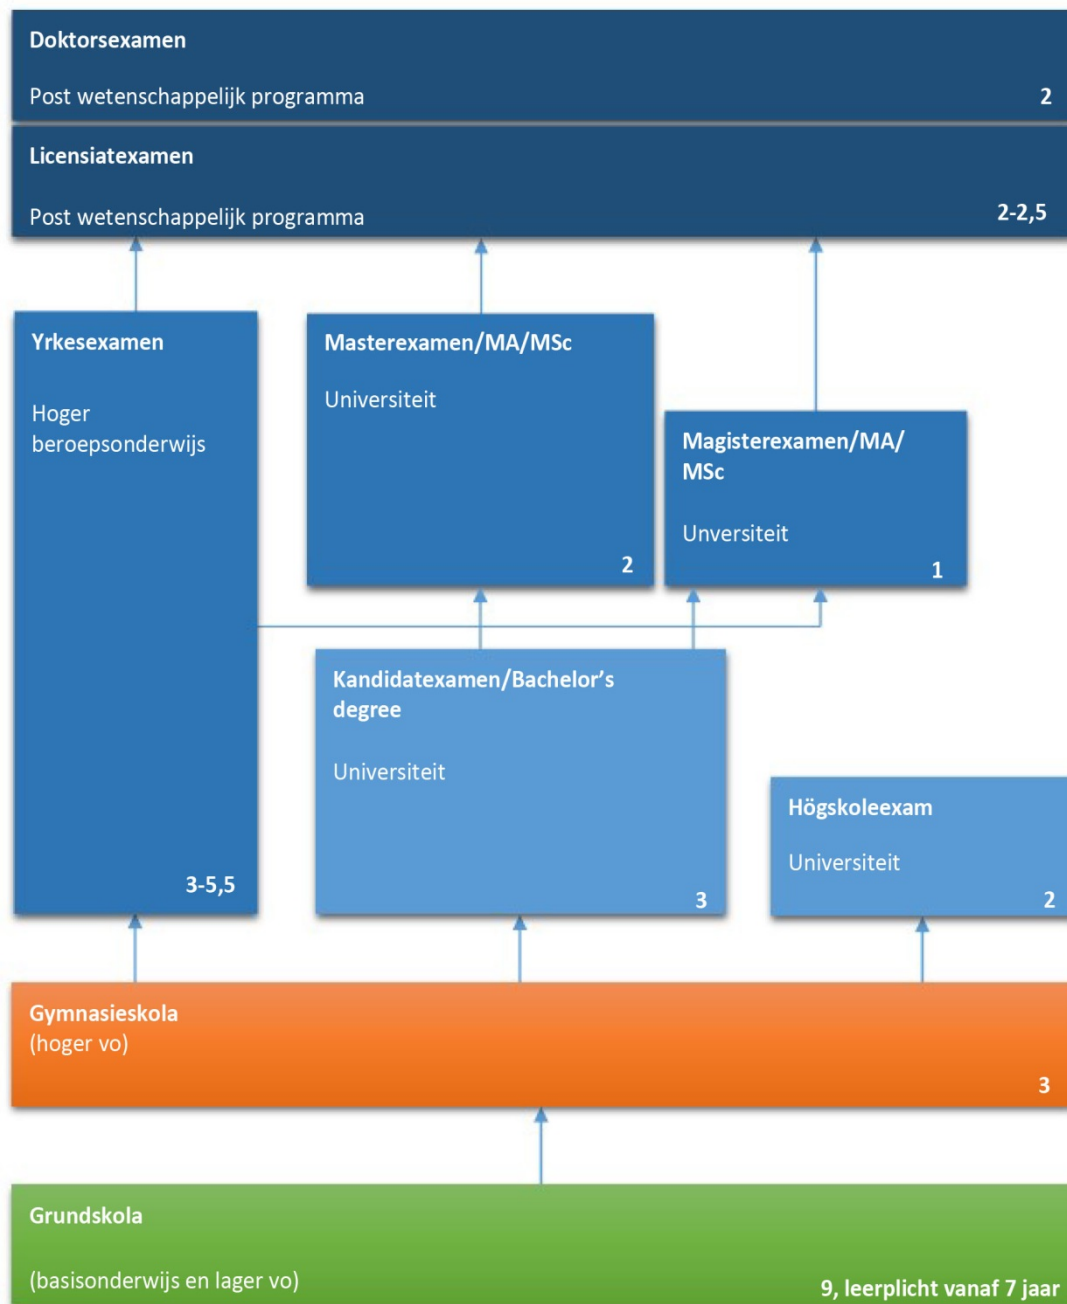 Doktorsexamen
Post wetenschappelijk programma
2
Licensiatexamen
Post wetenschappelijk programma
2-2,5
Yrkesexamen
Hoger
beroepsonderwijs
3-5,5
Masterexamen/MA/MSc
Universiteit
2
Magisterexamen/MA/
MSc
Unversiteit
1
Kandidatexamen/Bachelor's
degree
Universiteit
3
Högskoleexam
Universiteit
2
Gymnasieskola
(hoger vo)
3
Grundskola
(basisonderwijs en lager vo)
9, leerplicht vanaf 7 jaar